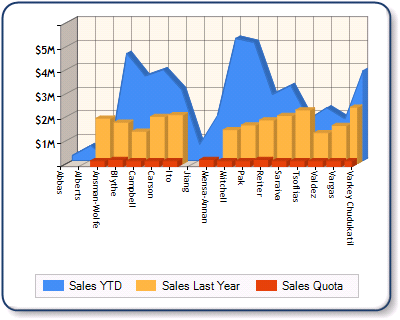 $5M
$4M
$3M
$2M
$1M
Abbas
Alberts
Ansman-Wolfe
Blythe
Campbell
Carson
Ito
Jiang
Mensa-Annan
Mitchell
Pak
Reiter
Saraiva
Tsoflias
Valdez
Vargas
Varkey Chudukatil
Sales YTD Sales Last Year Sales Quota